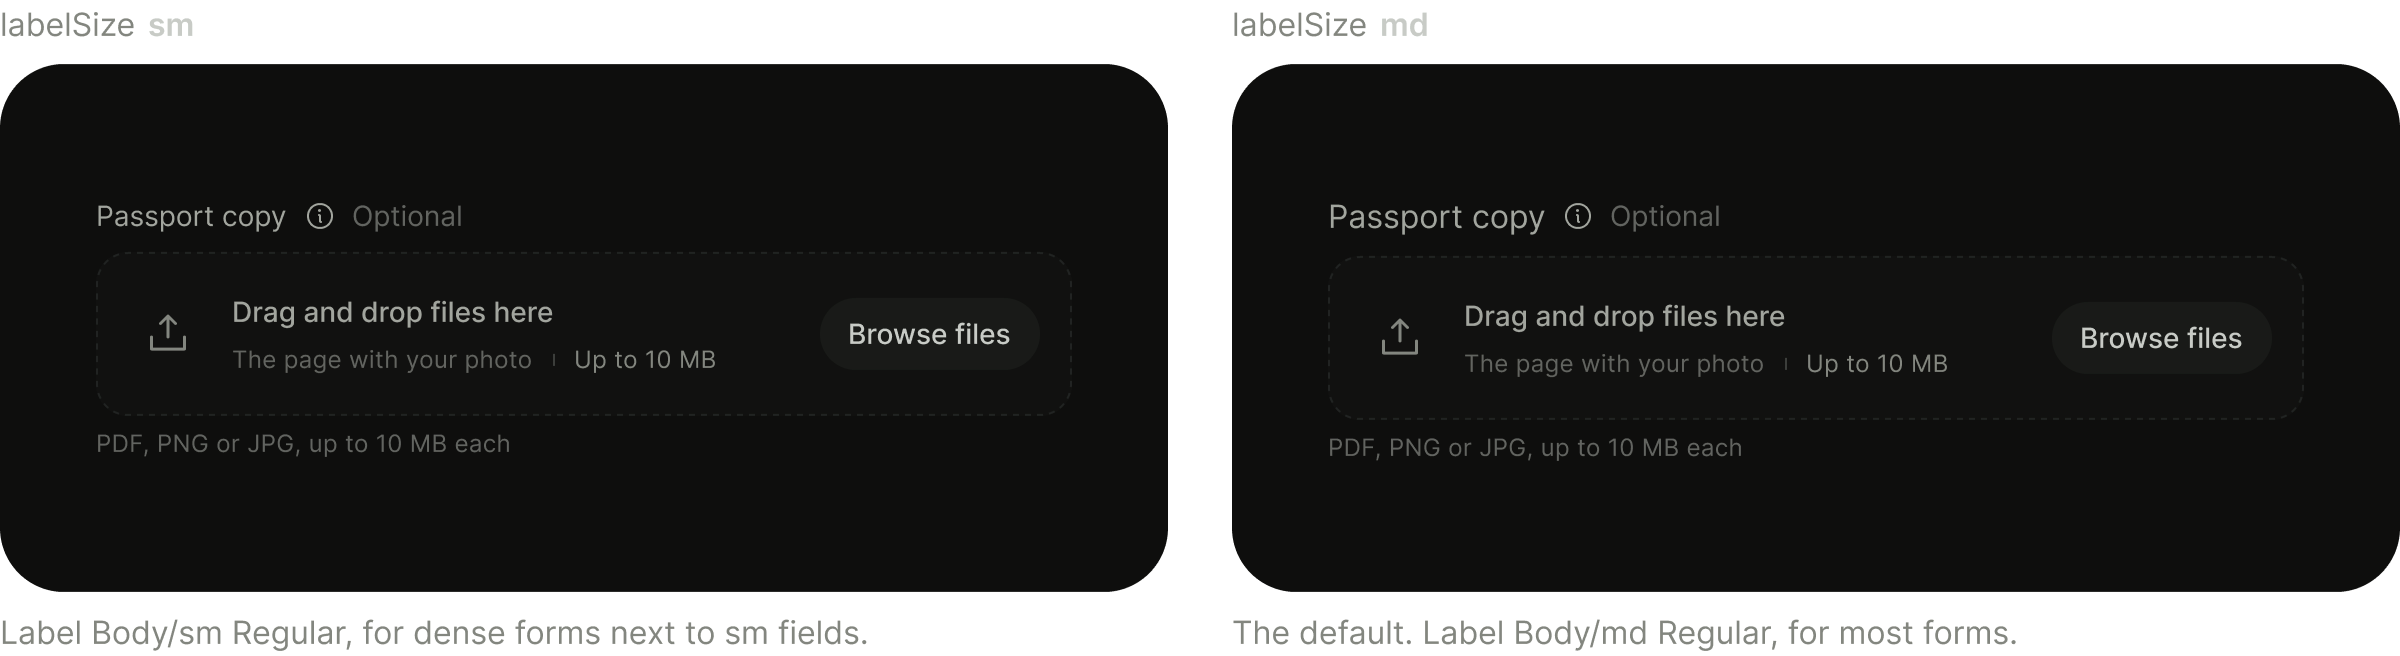 labelSize sm
Passport copy Optional
Drag and drop files here
The page with your photo Up to 10 MB
Browse files
PDF, PNG or JPG, up to 10 MB each
Label Body/sm Regular, for dense forms next to sm fields.
labelSize md
Passport copy Optional
Drag and drop files here
The page with your photo Up to 10 MB
Browse files
PDF, PNG or JPG, up to 10 MB each
The default. Label Body/md Regular, for most forms.